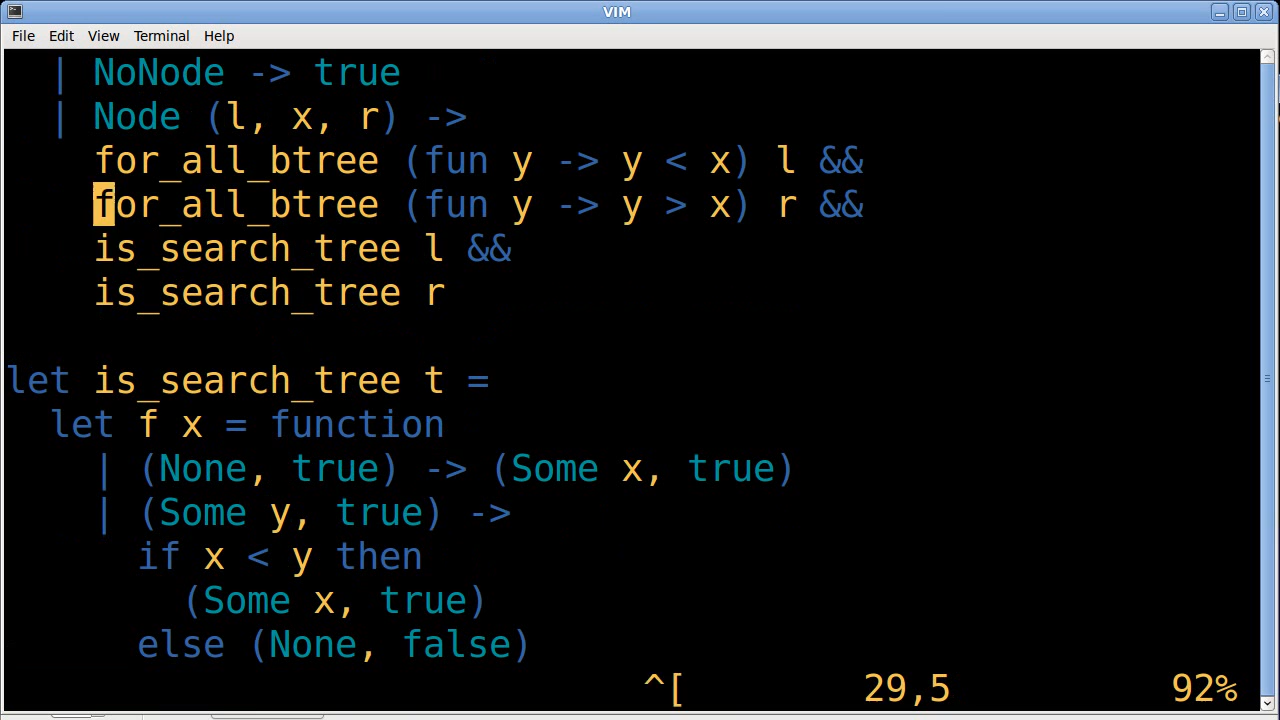 VIM
File Edit View Terminal Help
  | NoNode -> true
  | Node (l, x, r) ->
    for_all_btree (fun y -> y < x) l &&
    for_all_btree (fun y -> y > x) r &&
    is_search_tree l &&
    is_search_tree r

let is_search_tree t =
  let f x = function
    | (None, true) -> (Some x, true)
    | (Some y, true) ->
      if x < y then
        (Some x, true)
      else (None, false)
^[ 29,5 92%